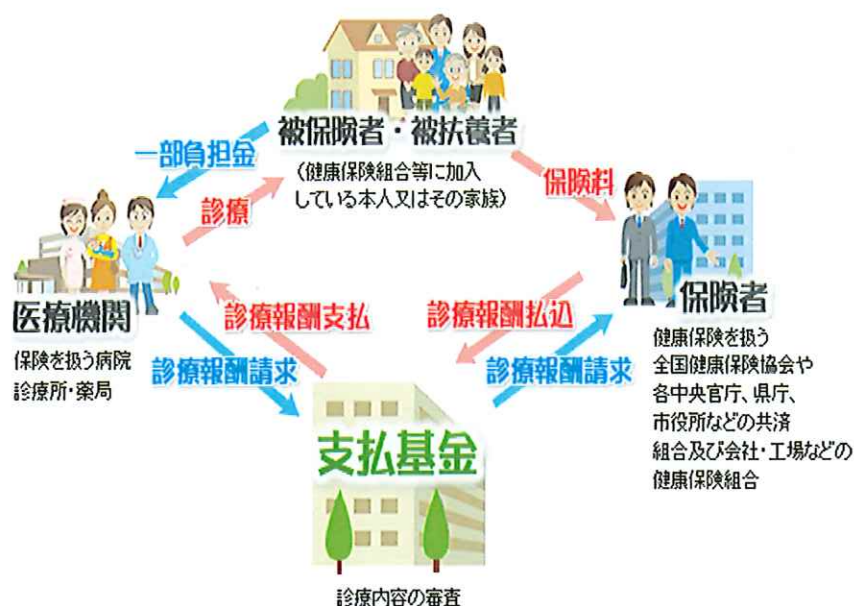 被保険者・被扶養者
(健康保険組合等に加入
している本人又はその家族)
一部負担金
診療
保険料
医療機関
保険を扱う病院
診療所・薬局
保険者
健康保険を扱う
全国健康保険協会や
各中央官庁、県庁、
市役所などの共済
組合及び会社・工場などの
健康保険組合
診療報酬支払
診療報酬請求
診療報酬払込
診療報酬請求
支払基金
診療内容の審査